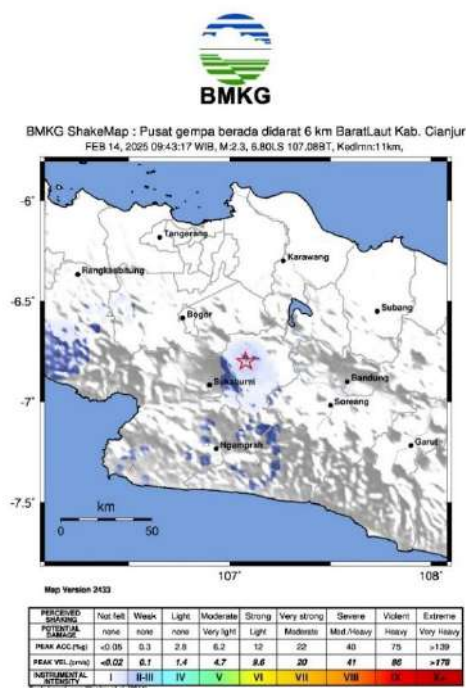 BMKG
BMKG ShakeMap : Pusat gempa berada didarat 6 km BaratLaut Kab. Cianjur
FEB 14, 2025 09:43:17 WIB, M:2.3, 6.80LS 107.08BT, Kedlmn:11km,
-6°
Tangerang
Karawang
Rangkasbitung
-6.5°
Subang
Bogor
Sukabumi
Bandung
-7°
Soreang
Ngamprah
Garut
-7.5°
km
0 50
107° 108°
Map Version 2433
PERCEIVED SHAKING Not felt Weak Light Moderate Strong Very strong Severe Violent Extreme
POTENTIAL DAMAGE none none none Very light Light Moderate Mod./Heavy Heavy Very Heavy
PEAK ACC.(%g) <0.05 0.3 2.8 6.2 12 22 40 75 >139
PEAK VEL.(cm/s) <0.02 0.1 1.4 4.7 9.6 20 41 86 >178
INSTRUMENTAL INTENSITY I II-III IV V VI VII VIII IX X+